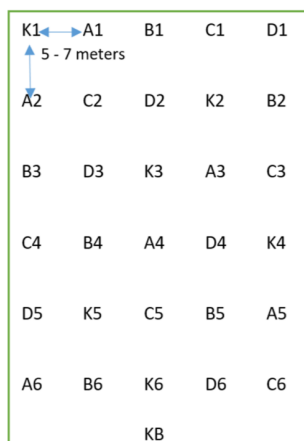 K1 A1 B1 C1 D1
5 - 7 meters
A2 C2 D2 K2 B2
B3 D3 K3 A3 C3
C4 B4 A4 D4 K4
D5 K5 C5 B5 A5
A6 B6 K6 D6 C6
KB